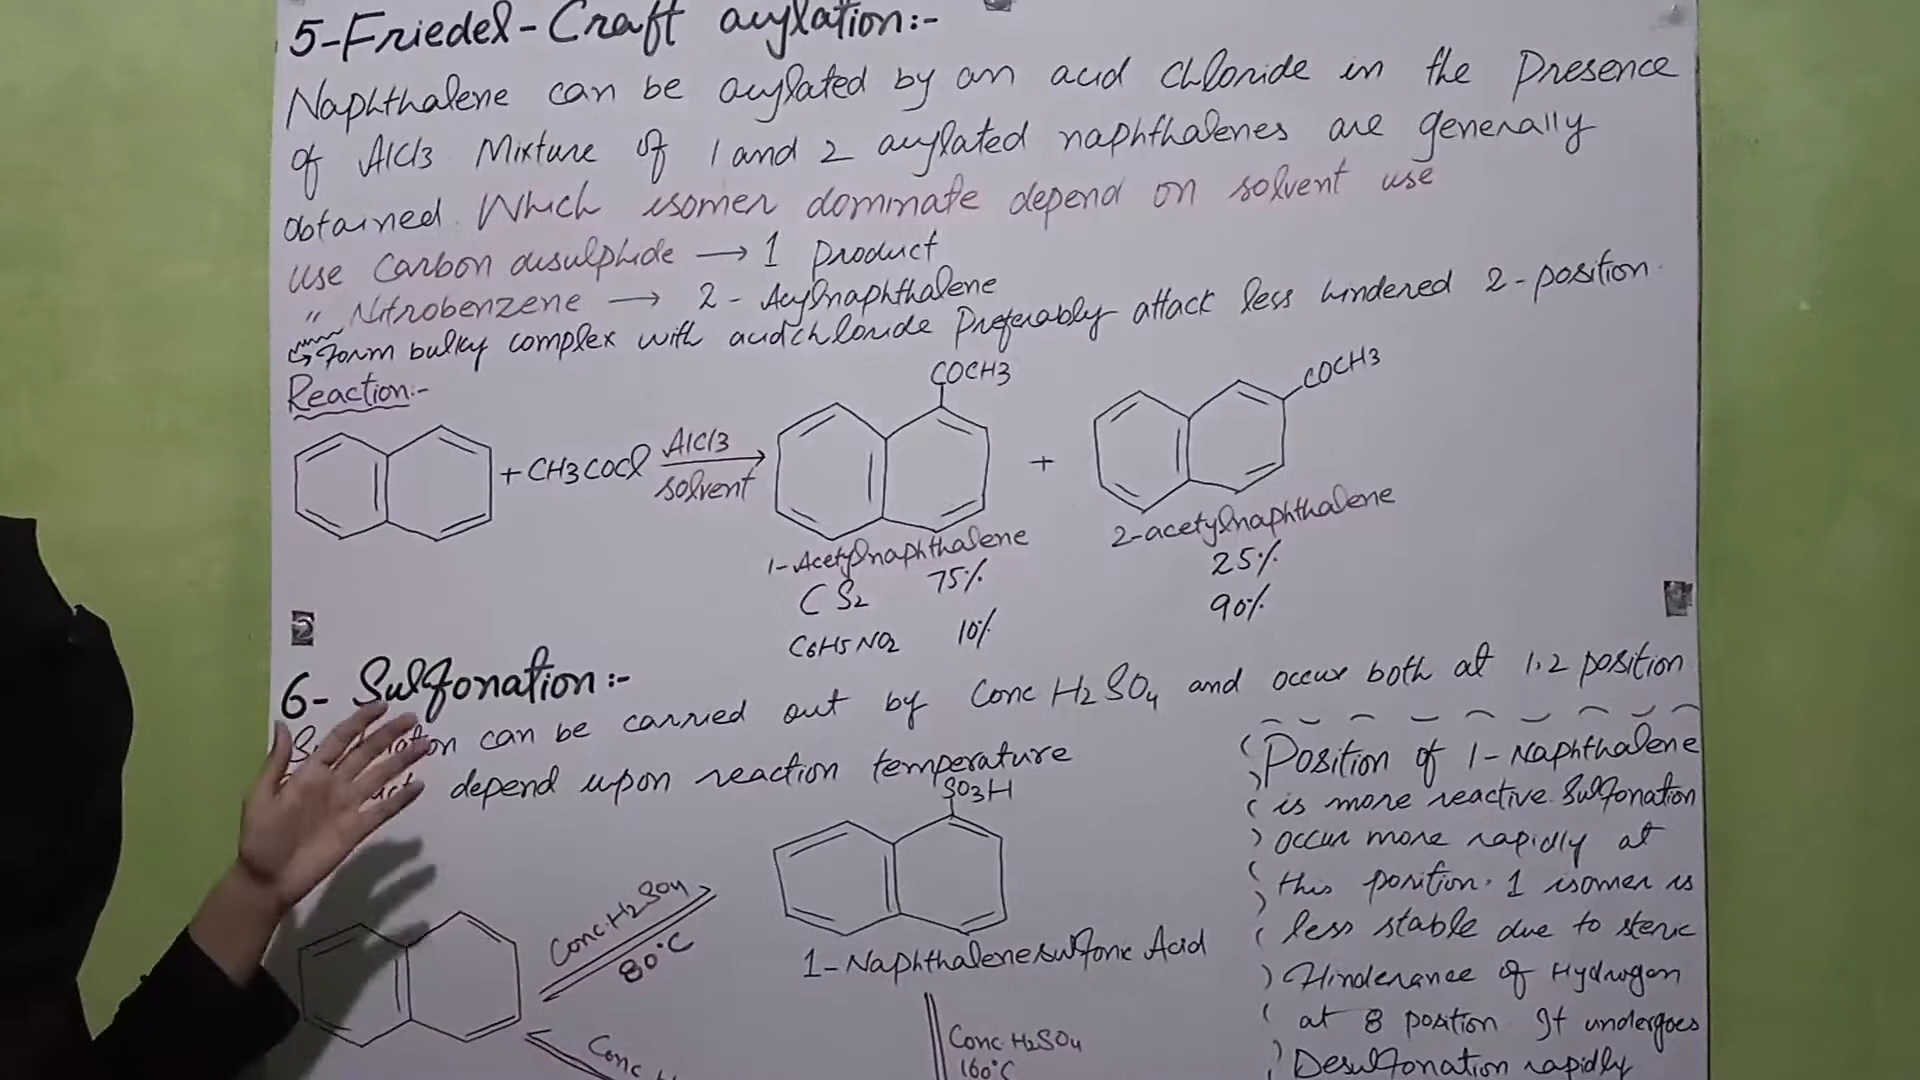 5-Friedel-Craft acylation:-
Naphthalene can be acylated by an acid chloride in the Presence
of AlCl3 Mixture of 1 and 2 acylated naphthalenes are generally
obtained. Which isomer dominate depend on solvent use
use Carbon disulphide → 1 Product
" Nitrobenzene → 2 - Acylnaphthalene
Form bulky complex with acidchloride Preferably attack less hindered 2-position.
Reaction:-
COCH3
COCH3
+ CH3COCl AlCl3
solvent
+
1-Acetylnaphthalene
2-acetylnaphthalene
CS2 75%
25%
C6H5NO2 10%
90%
6- Sulfonation:-
can be carried out by Conc H2SO4 and occur both at 1,2 position
depend upon reaction temperature
SO3H
Conc. H2SO4
80°C
1-Naphthalenesulfonic Acid
Conc
Conc. H2SO4
160°C
Position of 1-Naphthalene
is more reactive. Sulfonation
occur more rapidly at
this position. 1 isomer is
less stable due to steric
Hinderance of Hydrogen
at 8 position It undergoes
Desulfonation rapidly